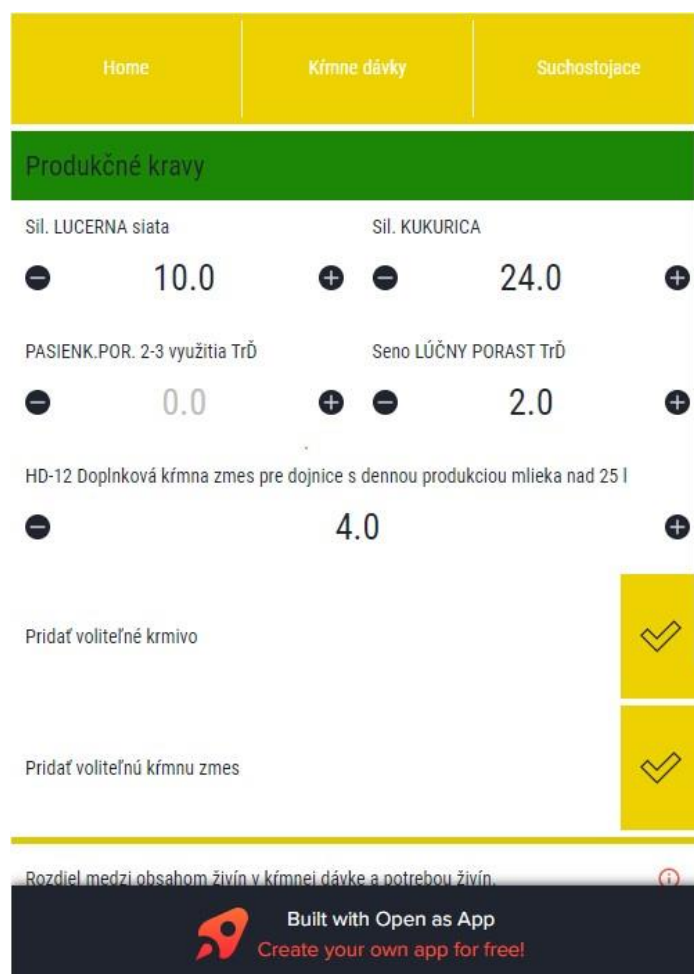 Home Kŕmne dávky Suchostojace
Produkčné kravy
Sil. LUCERNA siata Sil. KUKURICA
10.0 24.0
PASIENK.POR. 2-3 využitia TrĎ Seno LÚČNY PORAST TrĎ
0.0 2.0
HD-12 Doplnková kŕmna zmes pre dojnice s dennou produkciou mlieka nad 25 l
4.0
Pridať voliteľné krmivo
Pridať voliteľnú kŕmnu zmes
Rozdiel medzi obsahom živín v kŕmnej dávke a potrebou živín.
Built with Open as App
Create your own app for free!